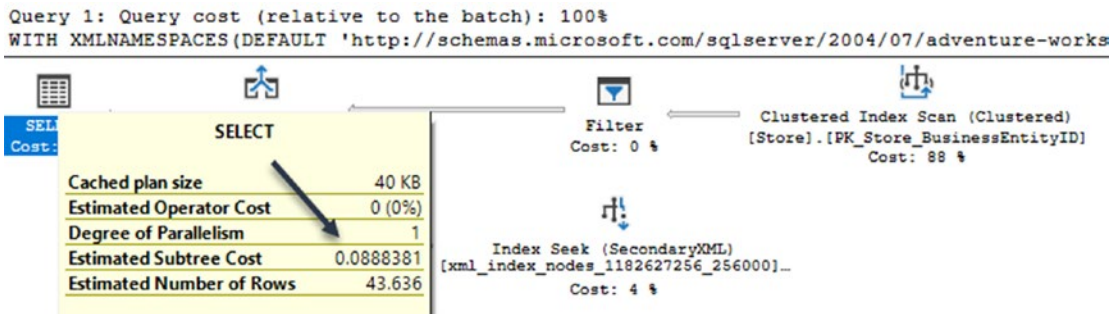 Query 1: Query cost (relative to the batch): 100%
WITH XMLNAMESPACES(DEFAULT 'http://schemas.microsoft.com/sqlserver/2004/07/adventure-works
SEL
Cost:
SELECT
Cached plan size 40 KB
Estimated Operator Cost 0 (0%)
Degree of Parallelism 1
Estimated Subtree Cost 0.0888381
Estimated Number of Rows 43.636
Filter
Cost: 0 %
Clustered Index Scan (Clustered)
[Store].[PK_Store_BusinessEntityID]
Cost: 88 %
Index Seek (SecondaryXML)
[xml_index_nodes_1182627256_256000]…
Cost: 4 %